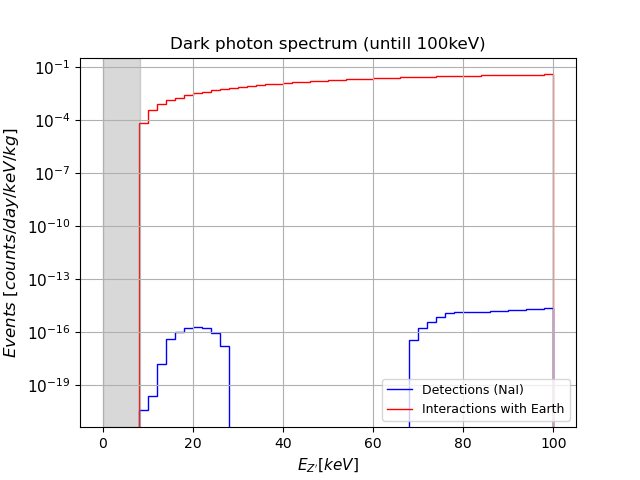 Dark photon spectrum (untill 100keV)
Events [counts/day/keV/kg]
10⁻¹
10⁻⁴
10⁻⁷
10⁻¹⁰
10⁻¹³
10⁻¹⁶
10⁻¹⁹
Detections (NaI)
Interactions with Earth
0 20 40 60 80 100
E_Z' [keV]